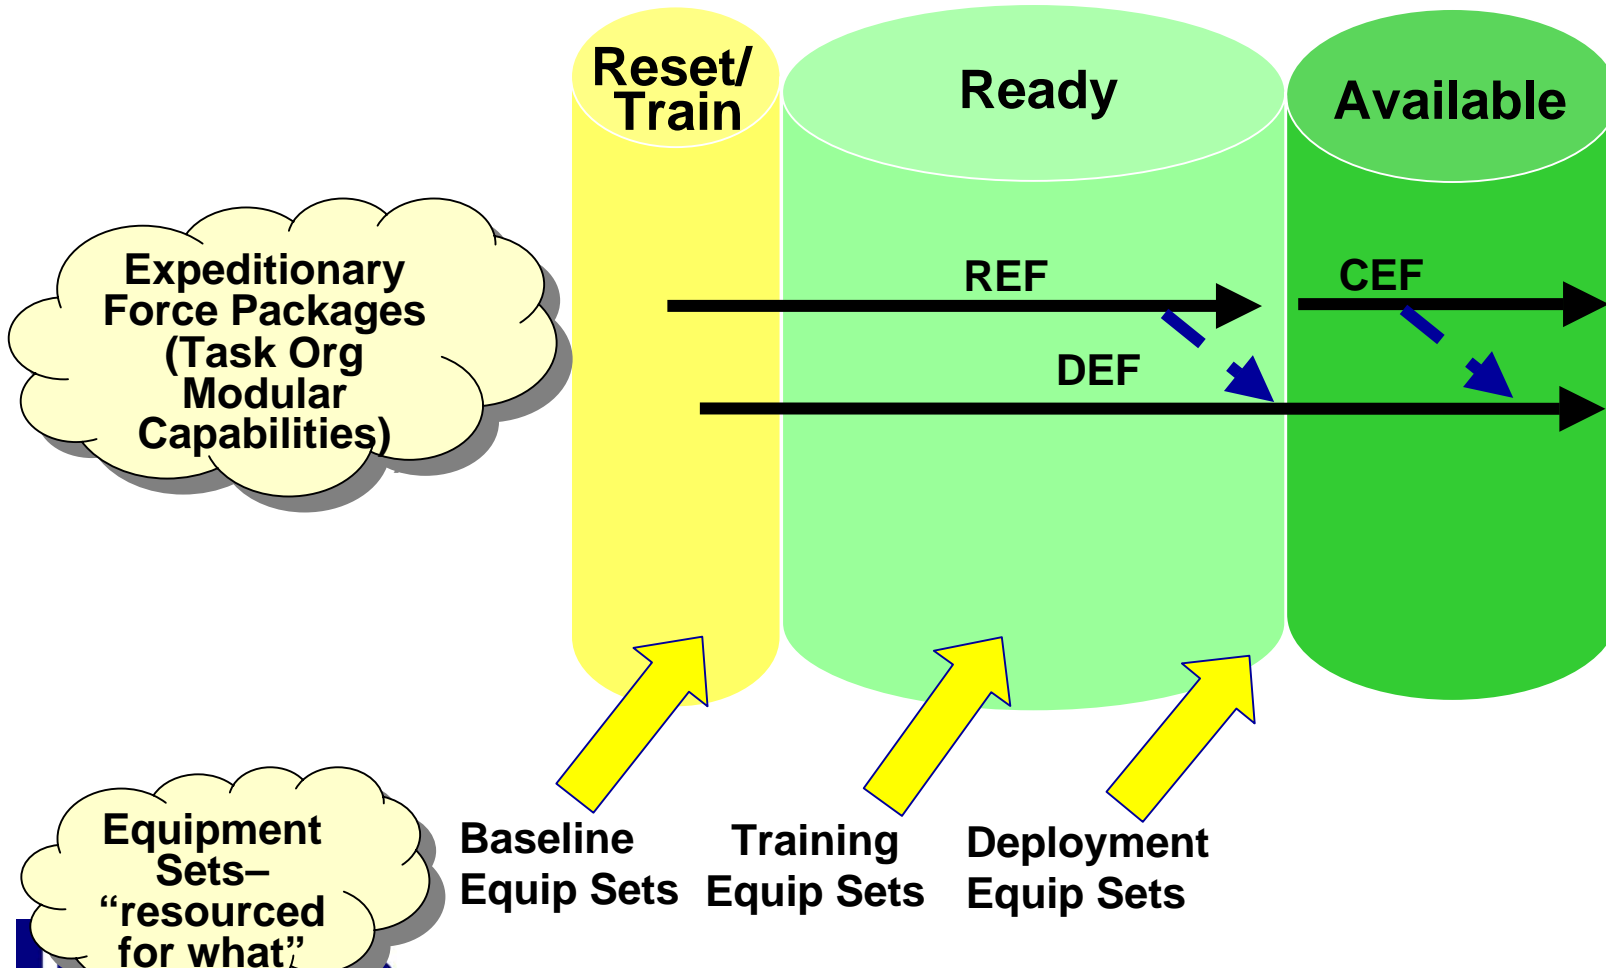 Reset/
Train
Ready
Available
Expeditionary
Force Packages
(Task Org
Modular
Capabilities)
REF
CEF
DEF
Equipment
Sets–
“resourced
for what”
Baseline
Equip Sets
Training
Equip Sets
Deployment
Equip Sets